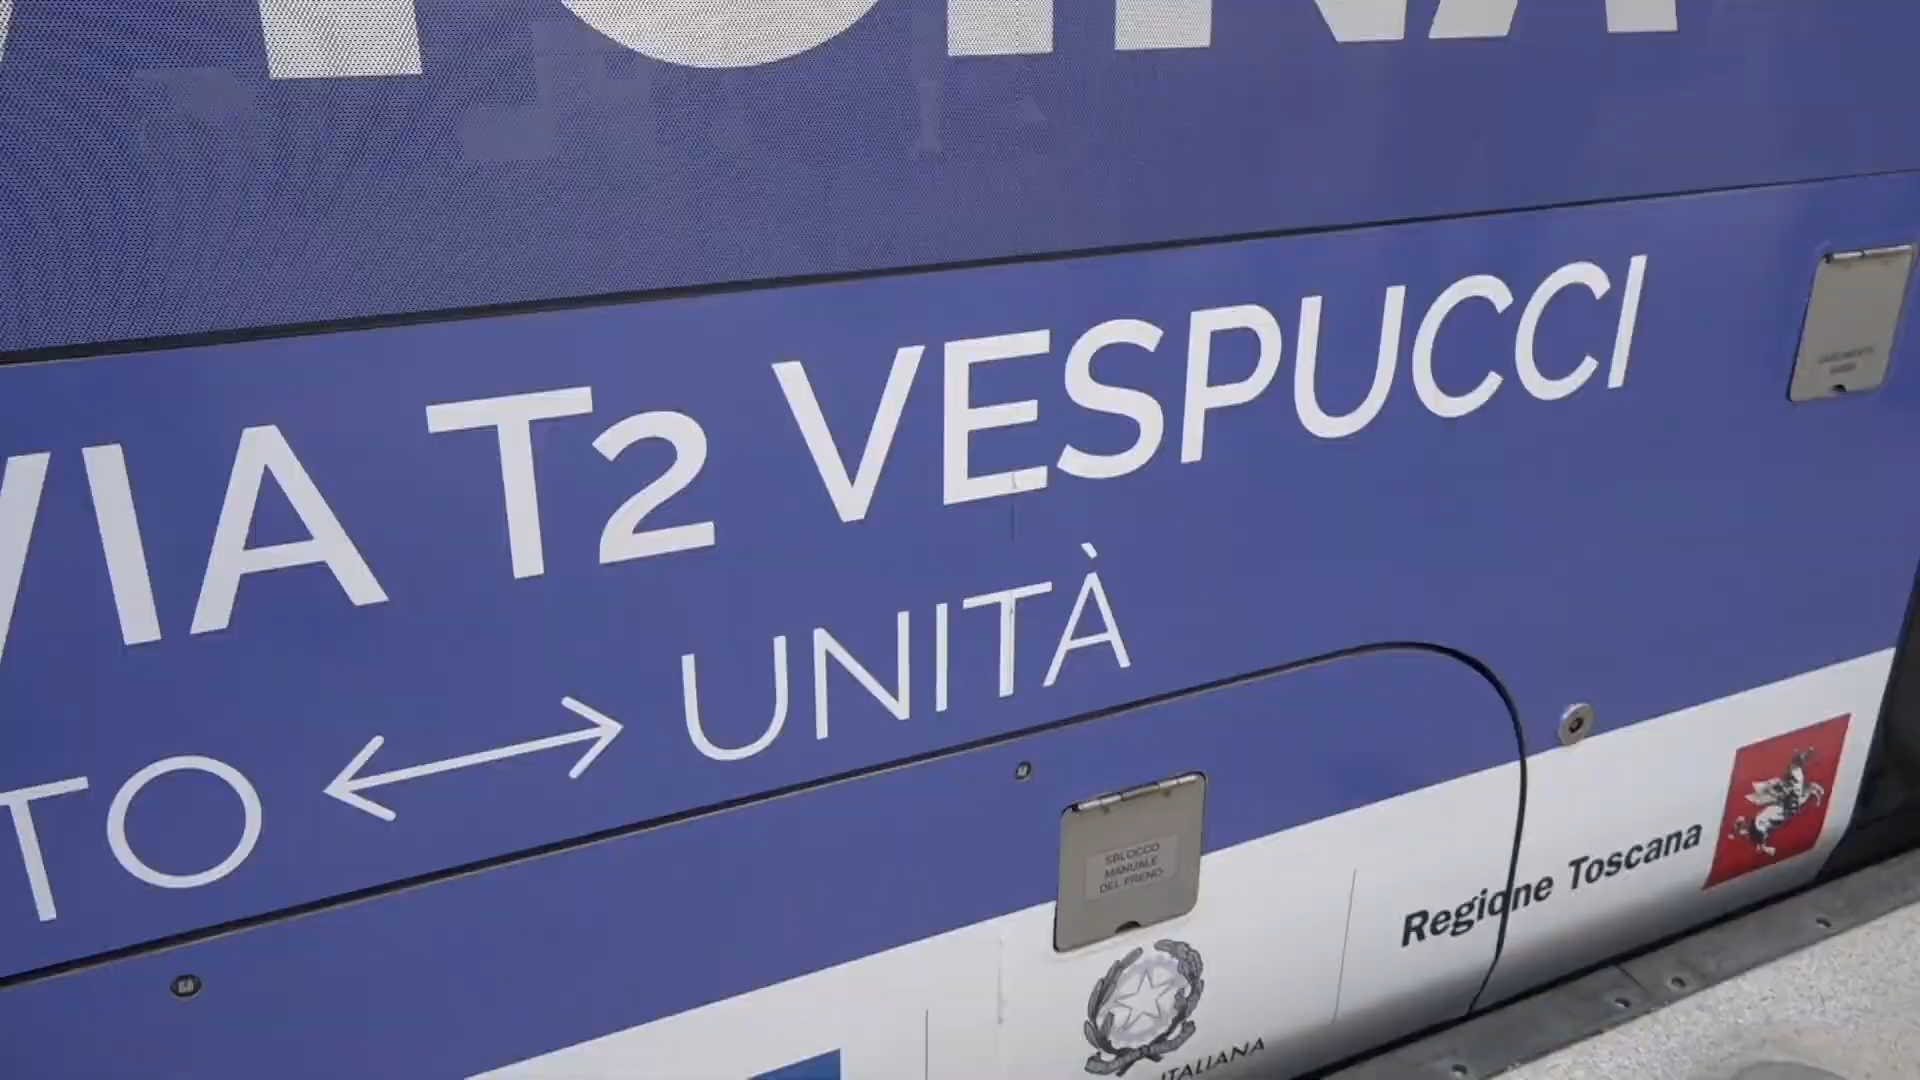 VIA T2 VESPUCCI
TO ↔ UNITÀ
SBLOCCO
MANUALE
DEL FRENO
Regione Toscana
ITALIANA